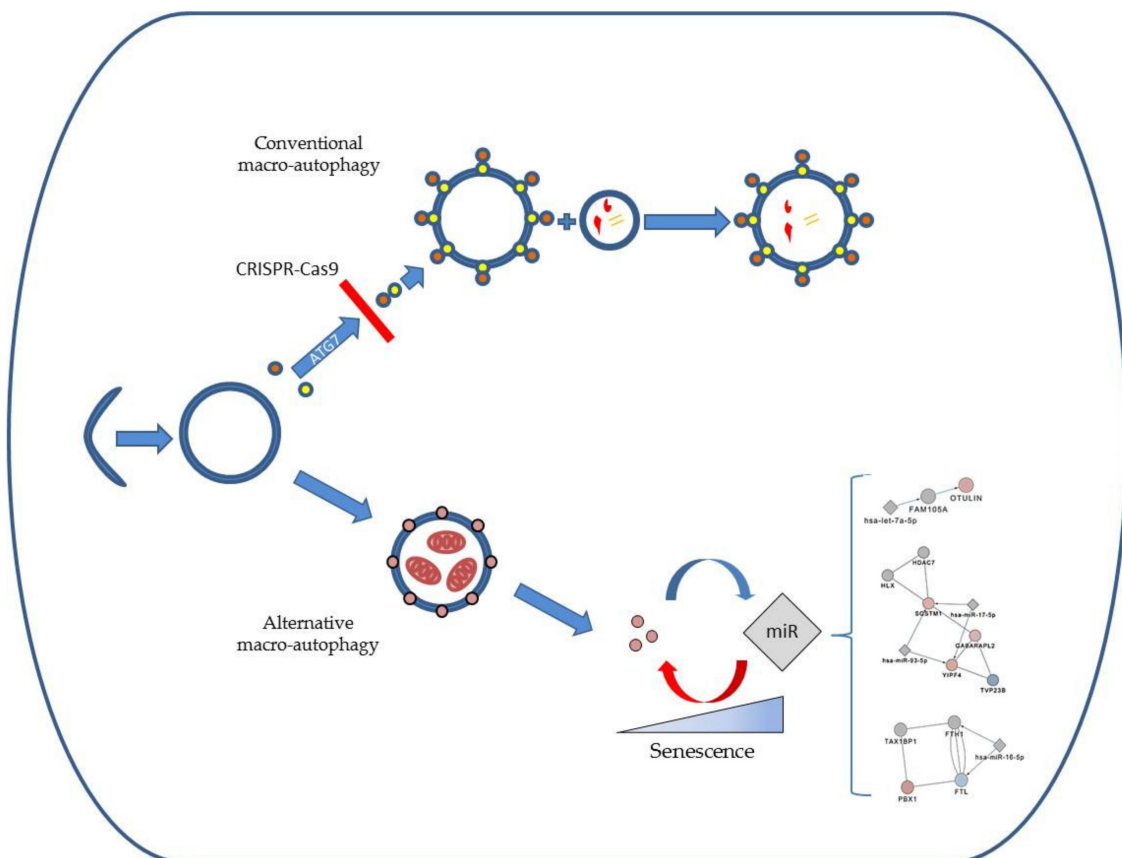 Conventional
macro-autophagy
CRISPR-Cas9
ATG7
Alternative
macro-autophagy
miR
Senescence
OTULIN
FAM105A
hsa-let-7a-5p
HDAC7
HLX
SQSTM1
hsa-miR-17-5p
GABARAPL2
hsa-miR-93-5p
YIPF4
TVP23B
TAX1BP1
FTH1
hsa-miR-16-5p
PBX1
FTL